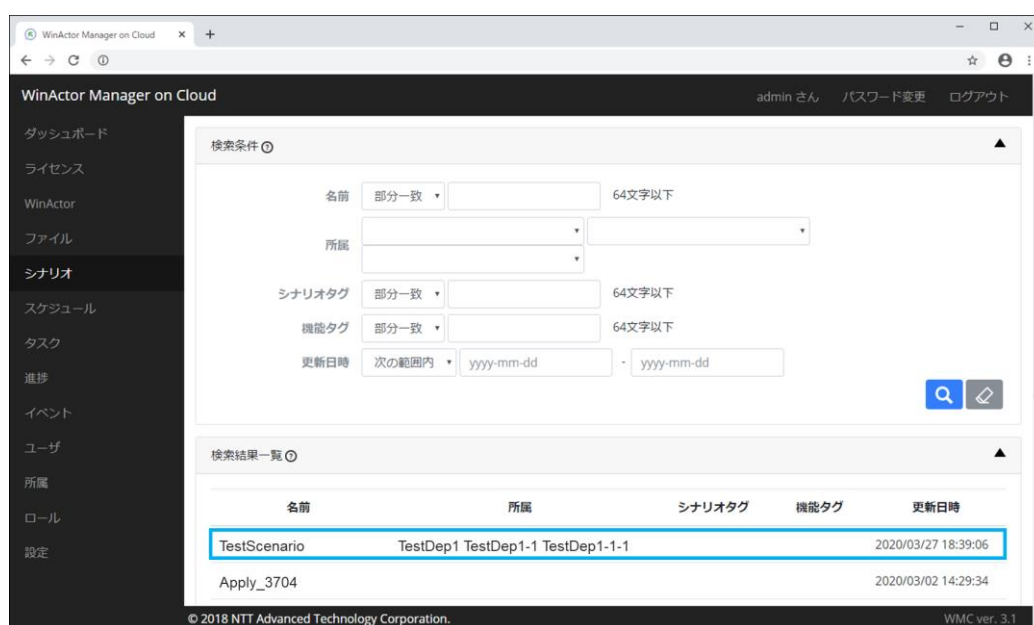 WinActor Manager on Cloud
WinActor Manager on Cloud admin さん パスワード変更 ログアウト
ダッシュボード
ライセンス
WinActor
ファイル
シナリオ
スケジュール
タスク
進捗
イベント
ユーザ
所属
ロール
設定
検索条件
名前 部分一致 64文字以下
所属
シナリオタグ 部分一致 64文字以下
機能タグ 部分一致 64文字以下
更新日時 次の範囲内 yyyy-mm-dd - yyyy-mm-dd
検索結果一覧
名前 所属 シナリオタグ 機能タグ 更新日時
TestScenario TestDep1 TestDep1-1 TestDep1-1-1 2020/03/27 18:39:06
Apply_3704 2020/03/02 14:29:34
© 2018 NTT Advanced Technology Corporation. WMC ver. 3.1